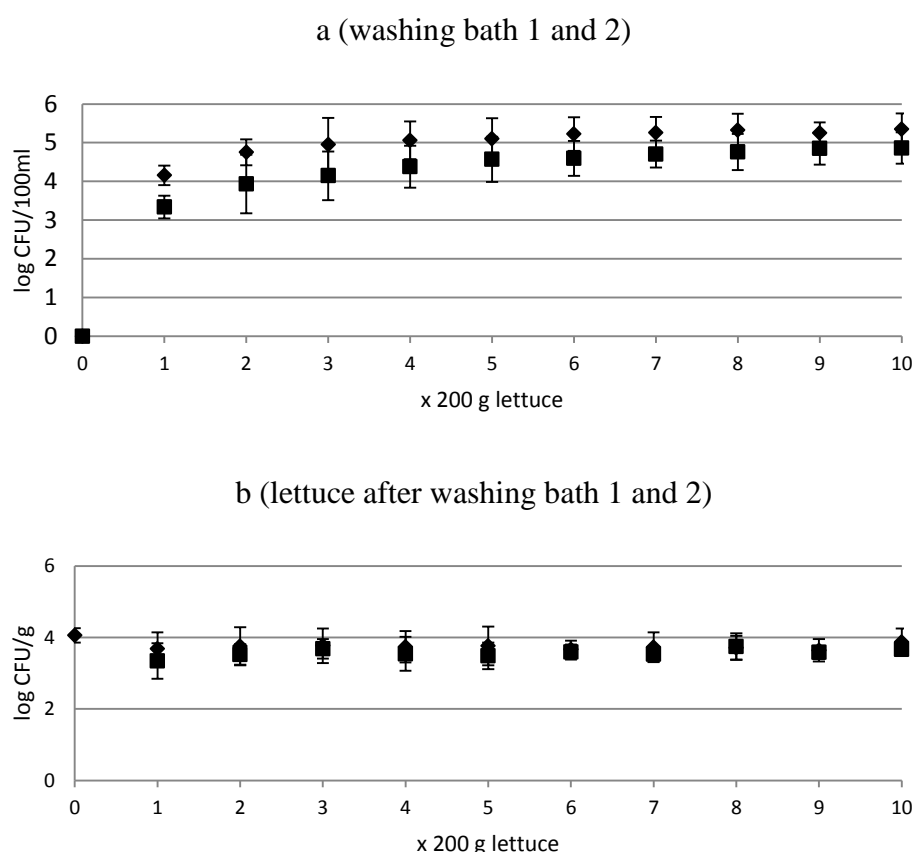 a (washing bath 1 and 2)
6
5
4
3
2
1
0
log CFU/100ml
0 1 2 3 4 5 6 7 8 9 10
x 200 g lettuce
b (lettuce after washing bath 1 and 2)
6
4
2
0
log CFU/g
0 1 2 3 4 5 6 7 8 9 10
x 200 g lettuce